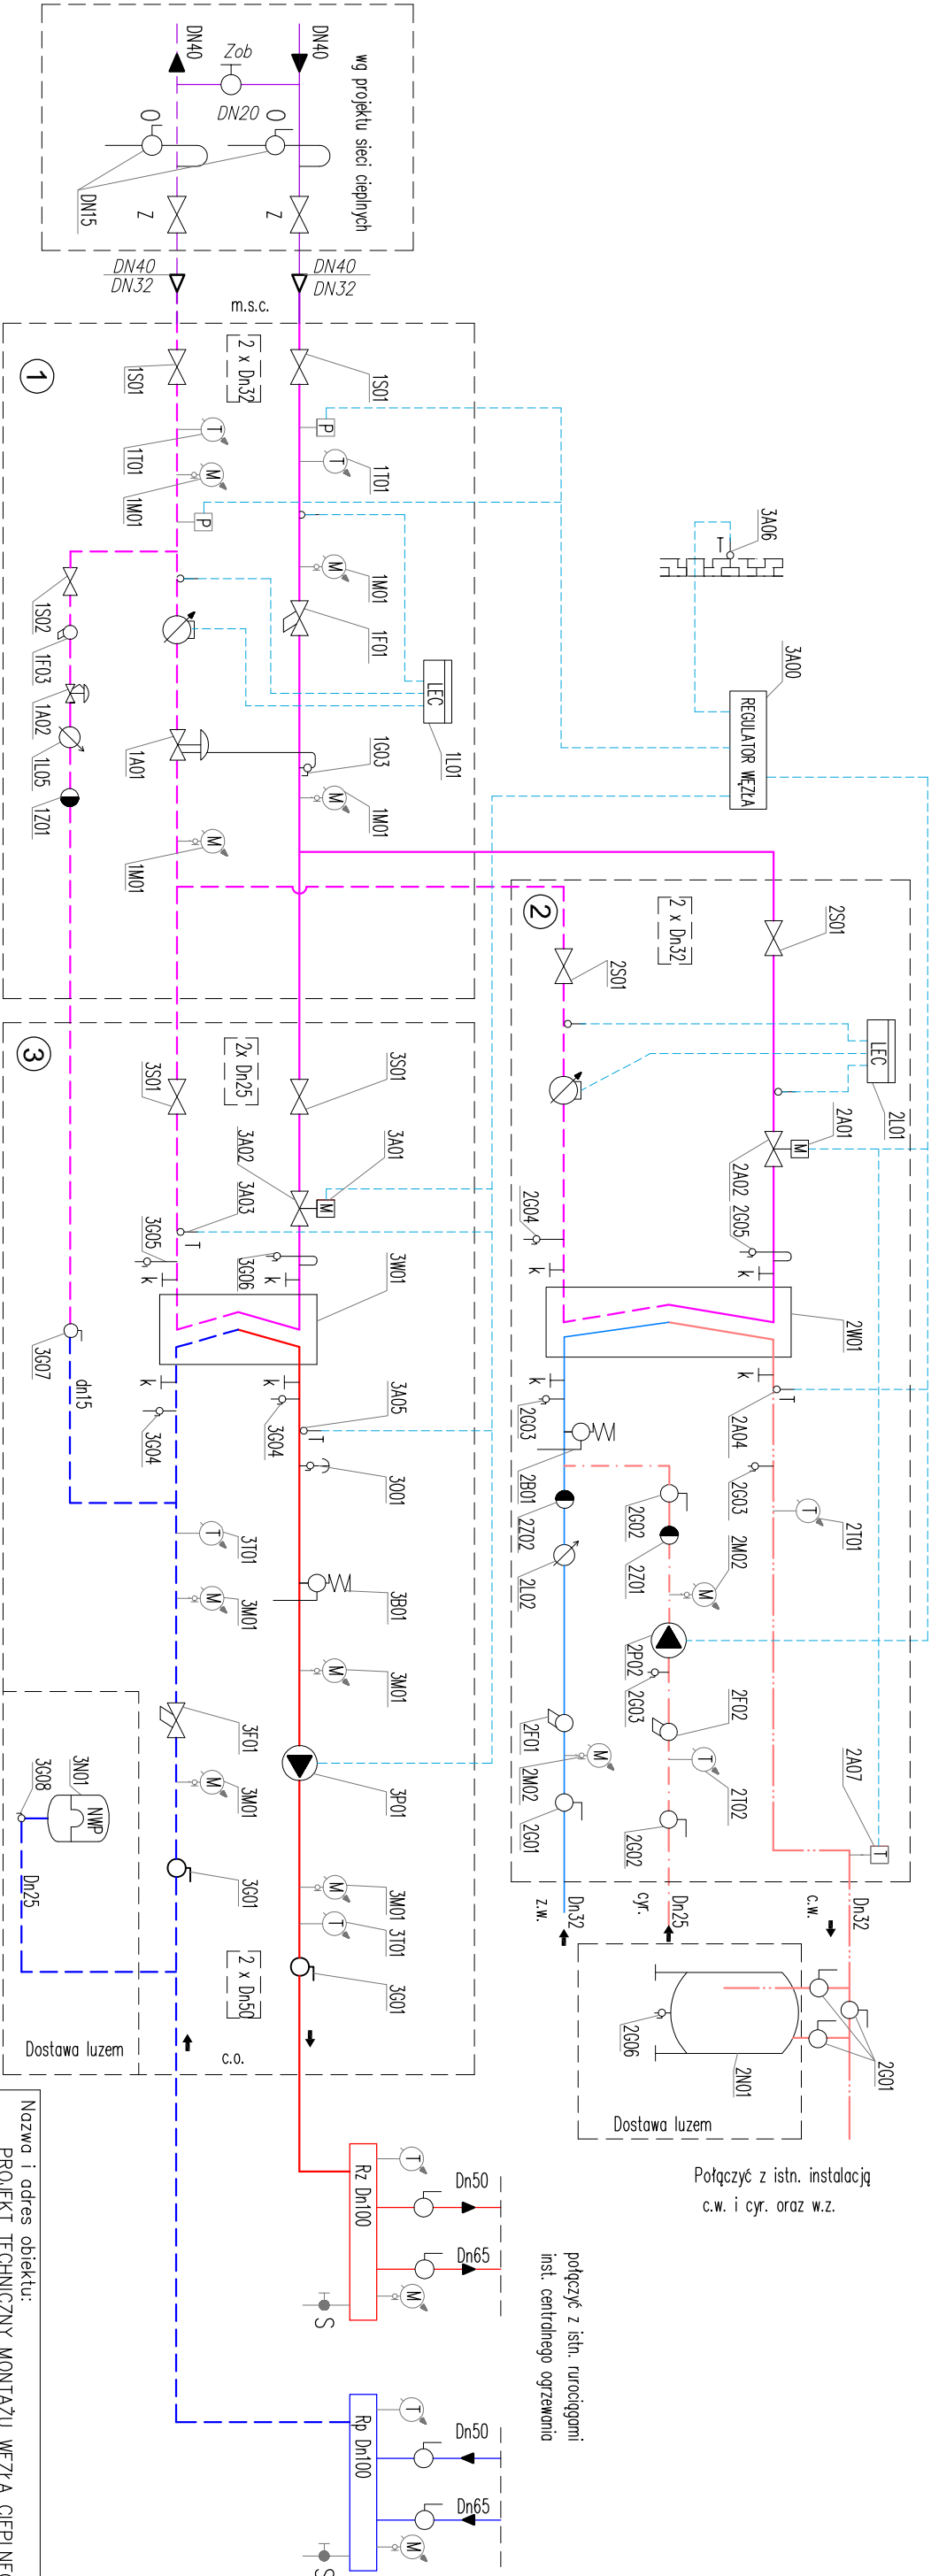 wg projektu sieci cieplnych
DN40
DN40
Zob
DN20
O
O
DN15
Z
Z
DN40
DN32
DN40
DN32
m.s.c.
1
2 x Dn32
1S01
1S01
P
T
1T01
T
1T01
M
1M01
P
M
1M01
1F01
LEC
1L01
1S02
1F03
1A02
1L05
1Z01
1A01
1G03
M
1M01
M
1M01
3A06
T
3A00
REGULATOR WĘZŁA
2
2 x Dn32
2S01
2S01
LEC
2L01
M
2A01
2A02
2G05
2G04
k
k
2W01
k
2G03
T
2A04
2G03
T
2T01
2B01
2Z02
2L02
2G02
2Z01
M
2M02
2P02
2G03
2F02
T
2T02
2G02
2F01
M
2M02
2G01
2A07
T
Dn32
z.w.
Dn25
cyr.
Dn32
c.w.
2G01
2G06
2N01
Dostawa luzem
Połączyć z istn. instalacją
c.w. i cyr. oraz w.z.
3
2x Dn25
3S01
3S01
3A02
M
3A01
3A03
T
3G05
k
3G06
k
3W01
3G07
dn15
k
3G04
k
3G04
T
3A05
3O01
T
3T01
M
3M01
3B01
M
3M01
3F01
M
3M01
3P01
3G08
3N01
NWP
Dn25
3G01
M
3M01
T
3T01
3G01
2 x Dn50
Dostawa luzem
c.o.
Rz Dn100
T
Dn50
Dn65
M
S
połączyć z istn. rurociągami
inst. centralnego ogrzewania
Rp Dn100
T
Dn50
Dn65
M
Nazwa i adres obiektu:
PROJEKT TECHNICZNY MONTAŻU WĘZŁA